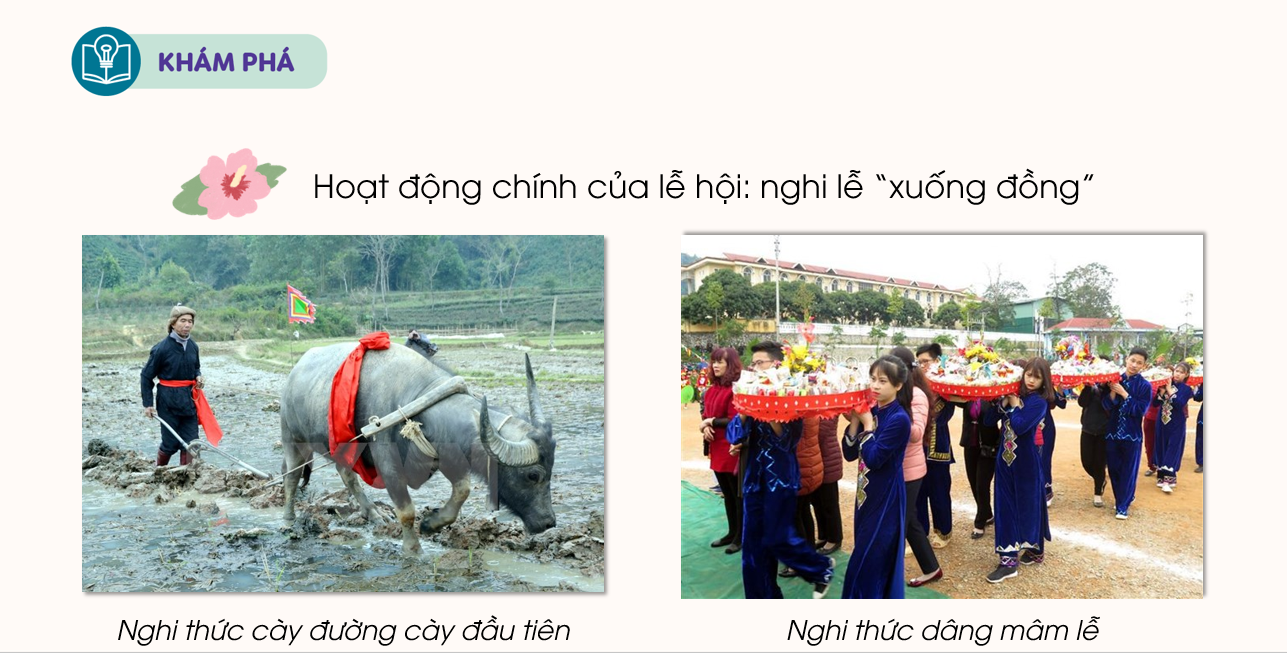 KHÁM PHÁ
Hoạt động chính của lễ hội: nghi lễ “xuống đồng”
Nghi thức cày đường cày đầu tiên
Nghi thức dâng mâm lễ